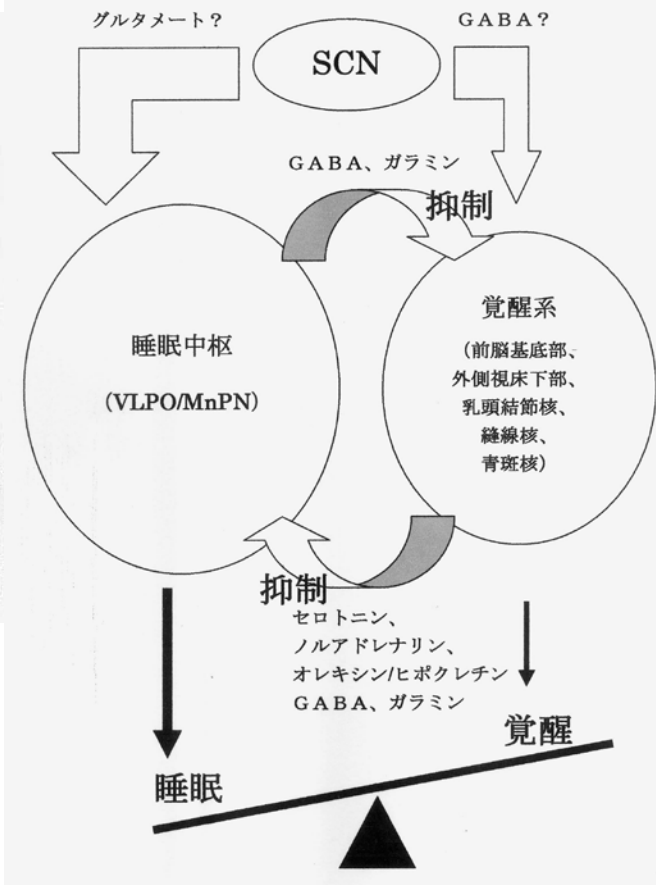 グルタメート？
GABA？
SCN
GABA、ガラミン
抑制
睡眠中枢
(VLPO/MnPN)
覚醒系
(前脳基底部、
外側視床下部、
乳頭結節核、
縫線核、
青斑核)
抑制
セロトニン、
ノルアドレナリン、
オレキシン/ヒポクレチン
GABA、ガラミン
覚醒
睡眠